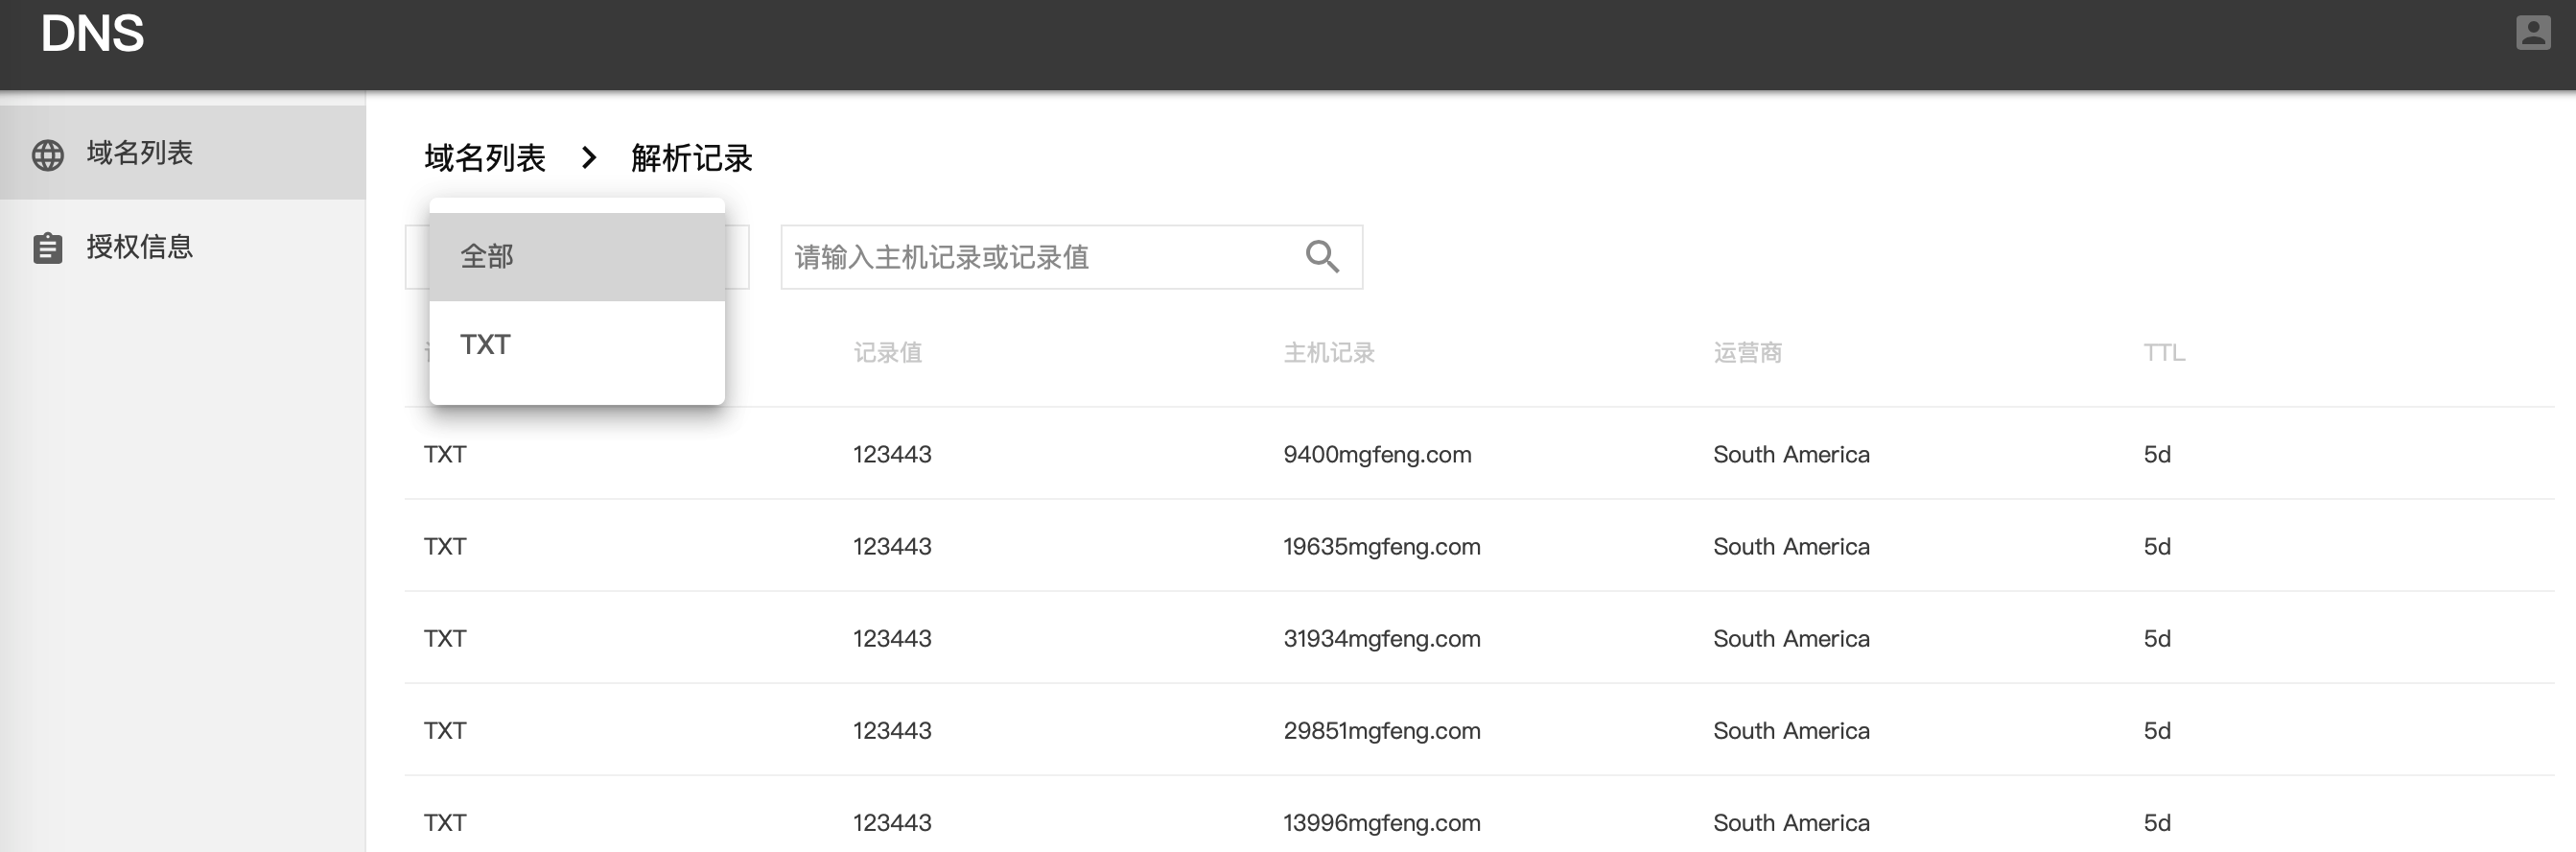 DNS
域名列表
授权信息
域名列表 > 解析记录
全部
TXT
请输入主机记录或记录值
记录值 主机记录 运营商 TTL
TXT 123443 9400mgfeng.com South America 5d
TXT 123443 19635mgfeng.com South America 5d
TXT 123443 31934mgfeng.com South America 5d
TXT 123443 29851mgfeng.com South America 5d
TXT 123443 13996mgfeng.com South America 5d